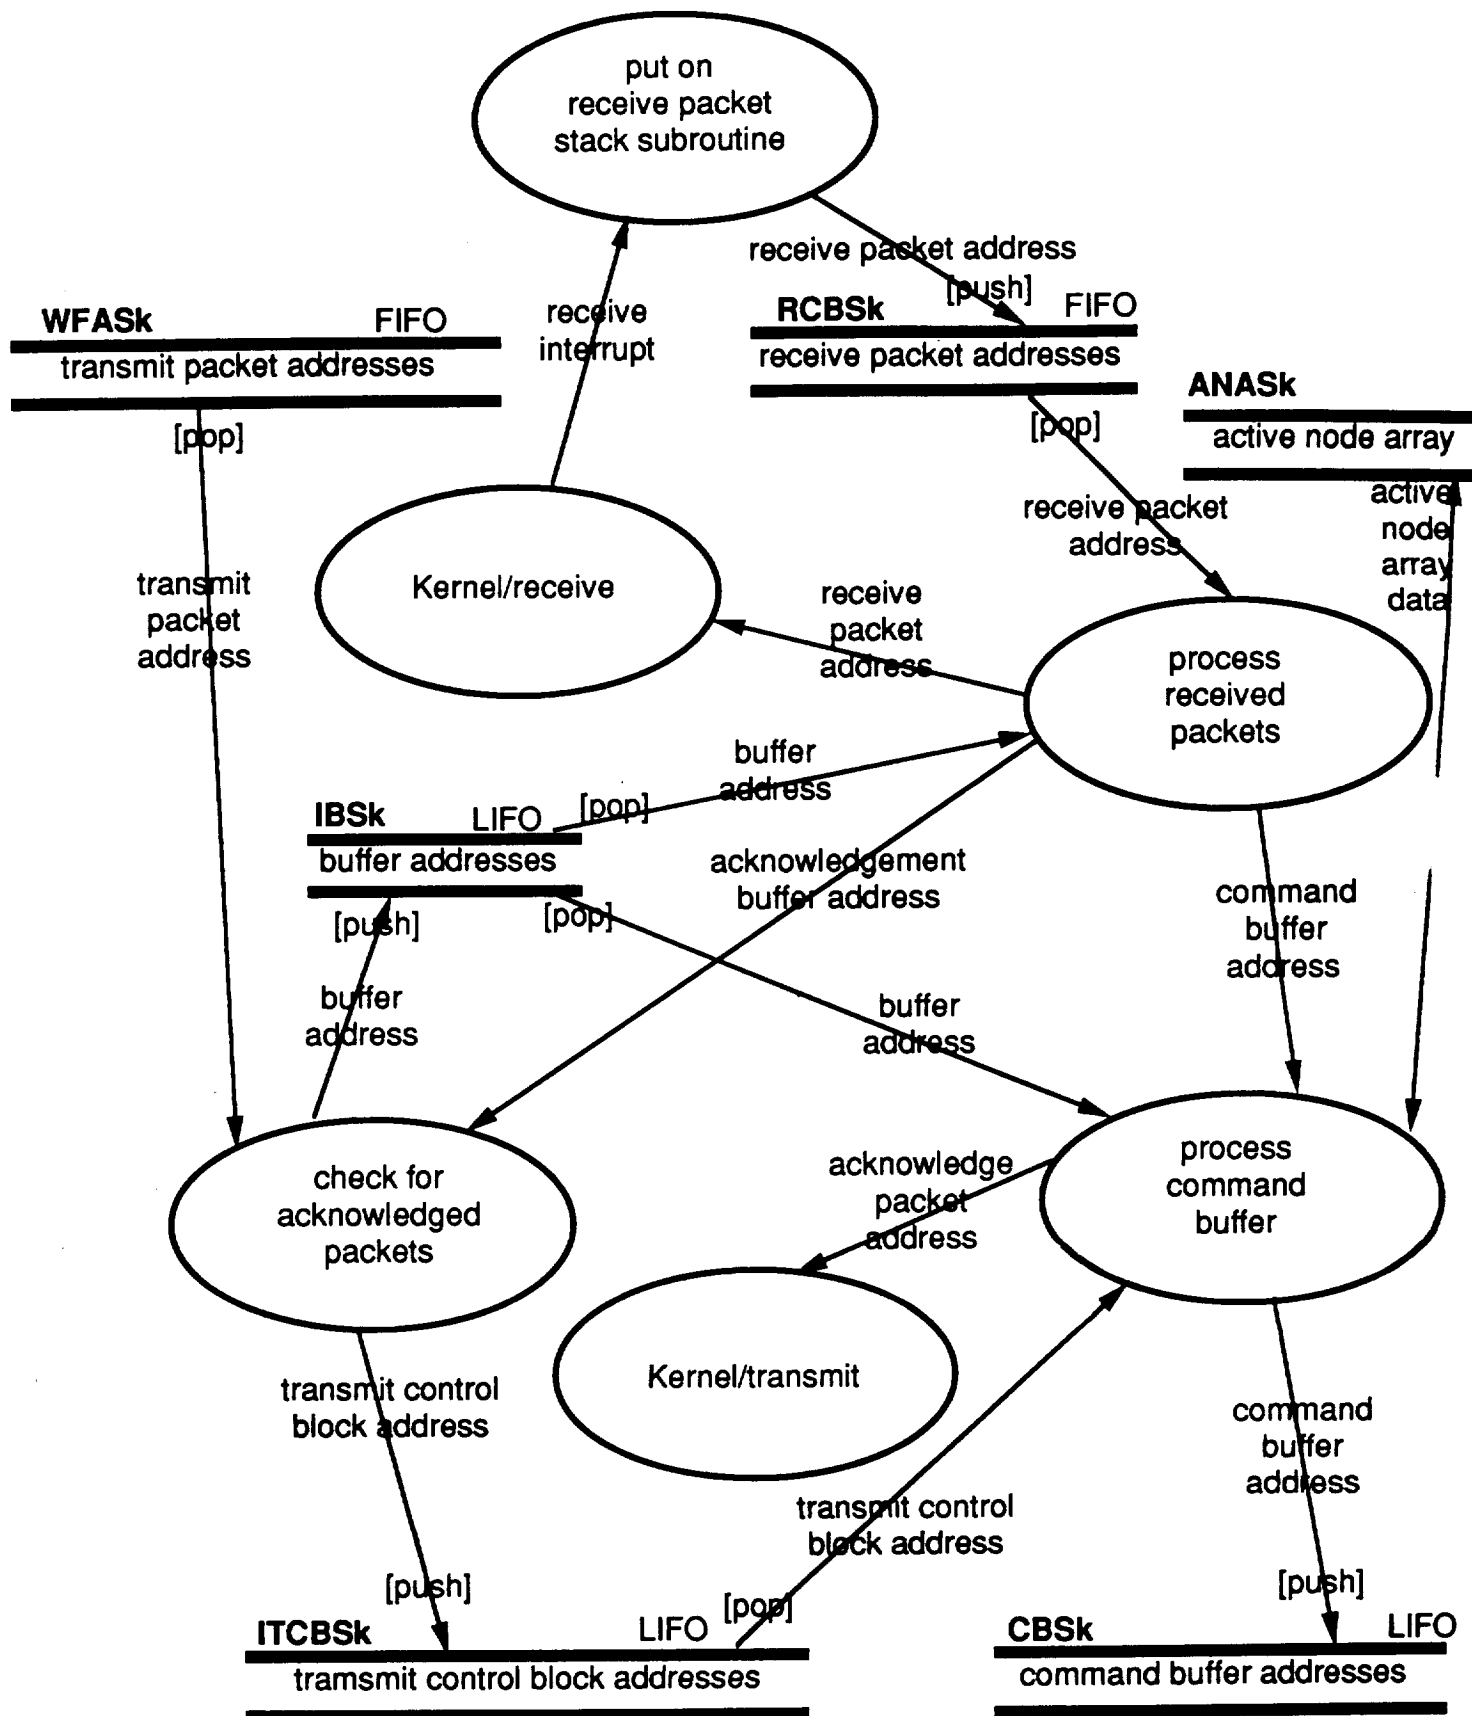 put on
receive packet
stack subroutine
receive packet address
[push]
WFASk FIFO
transmit packet addresses
[pop]
receive
interrupt
RCBSk FIFO
receive packet addresses
[pop]
ANASk
active node array
active
node
array
data
receive packet
address
Kernel/receive
transmit
packet
address
receive
packet
address
process
received
packets
buffer
address
[pop]
IBSk LIFO
buffer addresses
[push]
[pop]
acknowledgement
buffer address
command
buffer
address
buffer
address
buffer
address
check for
acknowledged
packets
acknowledge
packet
address
process
command
buffer
Kernel/transmit
transmit control
block address
command
buffer
address
transmit control
block address
[push]
[pop]
[push]
ITCBSk LIFO
tramsmit control block addresses
CBSk LIFO
command buffer addresses